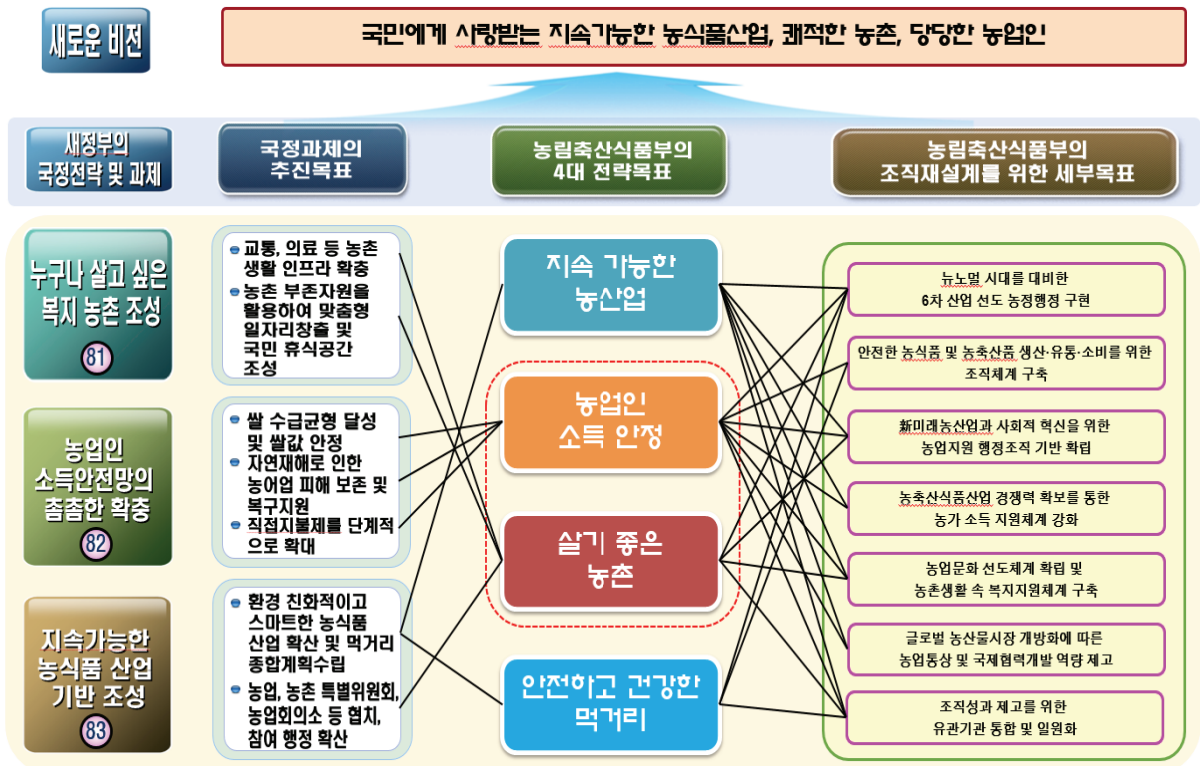 새로운 비전
국민에게 사랑받는 지속가능한 농식품산업, 쾌적한 농촌, 당당한 농업인
새정부의
국정전략 및 과제
국정과제의
추진목표
농림축산식품부의
4대 전략목표
농림축산식품부의
조직재설계를 위한 세부목표
누구나 살고 싶은
복지 농촌 조성
81
교통, 의료 등 농촌
생활 인프라 확충
농촌 부존자원을
활용하여 맞춤형
일자리창출 및
국민 휴식공간
조성
농업인
소득안전망의
촘촘한 확충
82
쌀 수급균형 달성
및 쌀값 안정
자연재해로 인한
농어업 피해 보존 및
복구지원
직접지불제를 단계적
으로 확대
지속가능한
농식품 산업
기반 조성
83
환경 친화적이고
스마트한 농식품
산업 확산 및 먹거리
종합계획수립
농업, 농촌 특별위원회,
농업회의소 등 협치,
참여 행정 확산
지속 가능한
농산업
농업인
소득 안정
살기 좋은
농촌
안전하고 건강한
먹거리
뉴노멀 시대를 대비한
6차 산업 선도 농정행정 구현
안전한 농식품 및 농축산품 생산·유통·소비를 위한
조직체계 구축
新미래농산업과 사회적 혁신을 위한
농업지원 행정조직 기반 확립
농축산식품산업 경쟁력 확보를 통한
농가 소득 지원체계 강화
농업문화 선도체계 확립 및
농촌생활 속 복지지원체계 구축
글로벌 농산물시장 개방화에 따른
농업통상 및 국제협력개발 역량 제고
조직성과 제고를 위한
유관기관 통합 및 일원화